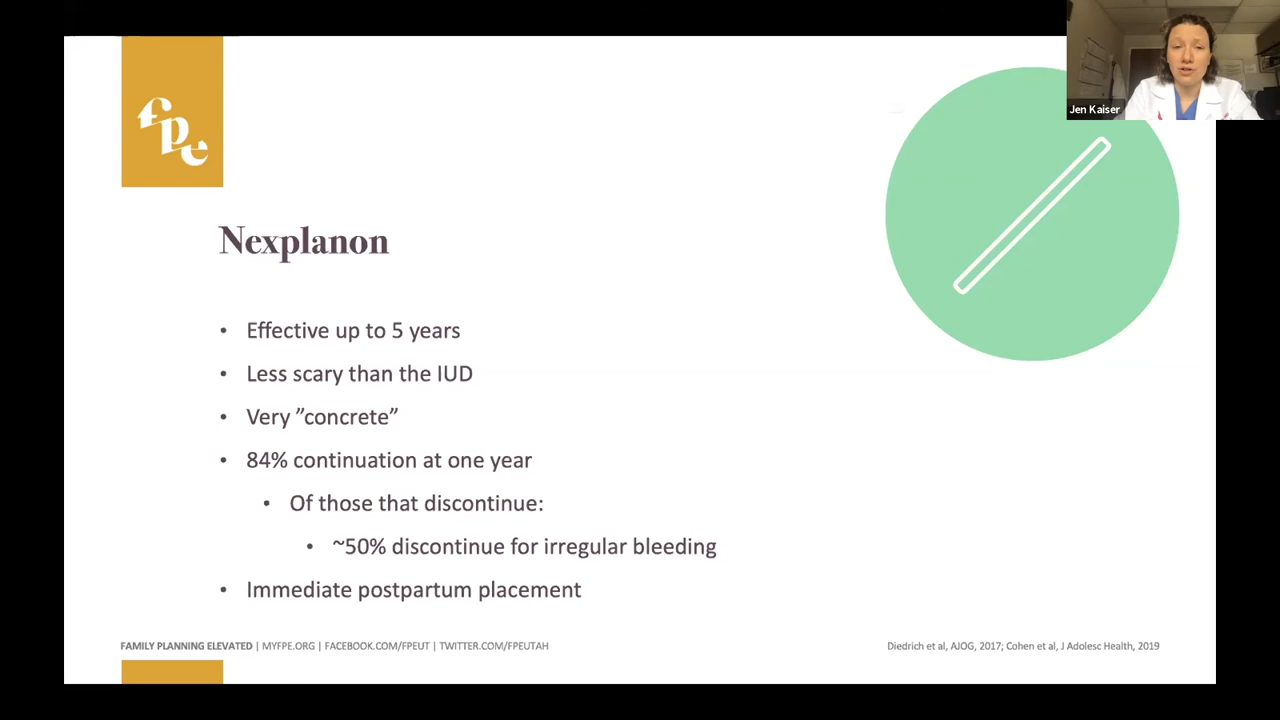 fpe
Jen Kaiser
Nexplanon
• Effective up to 5 years
• Less scary than the IUD
• Very ”concrete”
• 84% continuation at one year
• Of those that discontinue:
• ~50% discontinue for irregular bleeding
• Immediate postpartum placement
FAMILY PLANNING ELEVATED | MYFPE.ORG | FACEBOOK.COM/FPEUT | TWITTER.COM/FPEUTAH
Diedrich et al, AJOG, 2017; Cohen et al, J Adolesc Health, 2019